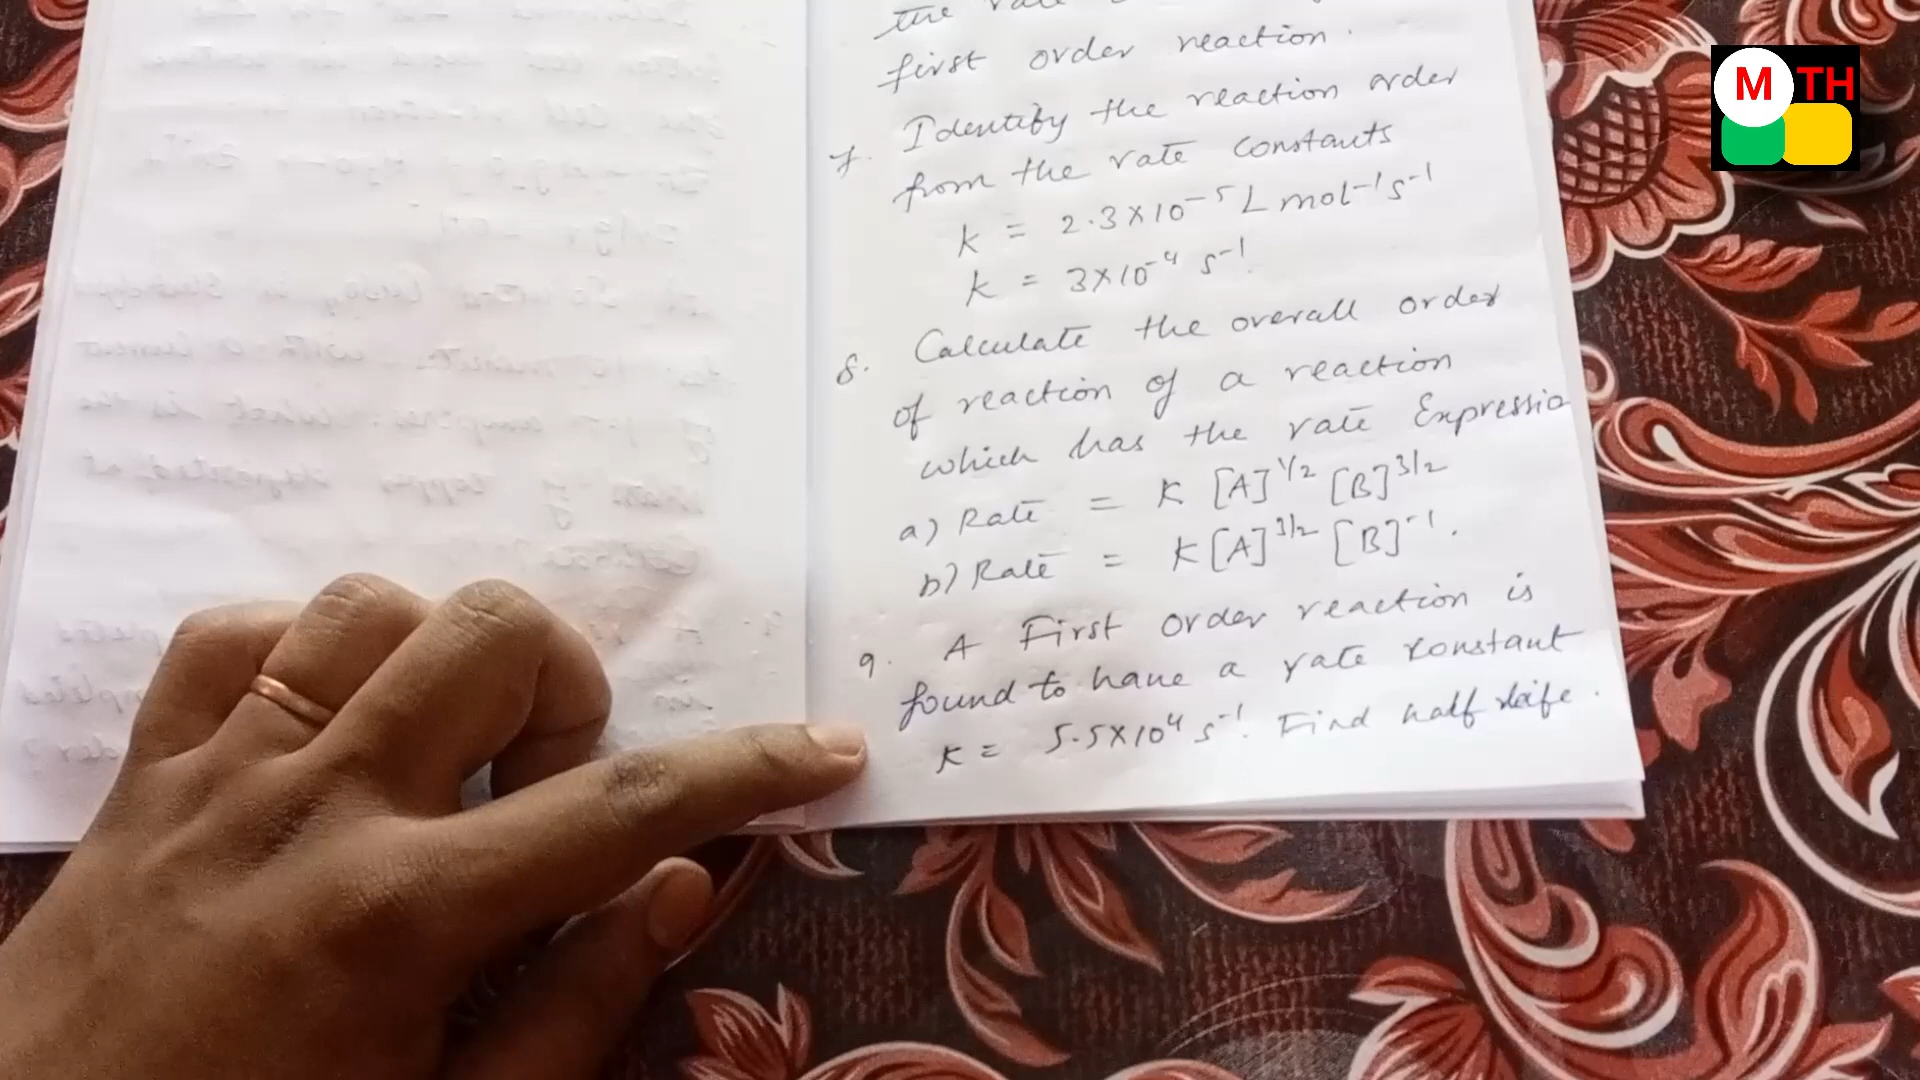 the
first order reaction.
7. Identify the reaction order
from the rate constants
k = 2.3×10⁻⁵ L mol⁻¹ s⁻¹
k = 3×10⁻⁴ s⁻¹.
8. Calculate the overall order
of reaction of a reaction
which has the rate Expressio
a) Rate = K [A]^1/2 [B]^3/2
b) Rate = K [A]^3/2 [B]⁻¹.
9. A First order reaction is
found to have a rate constant
K = 5.5×10⁴ s⁻¹. Find half life.
M TH